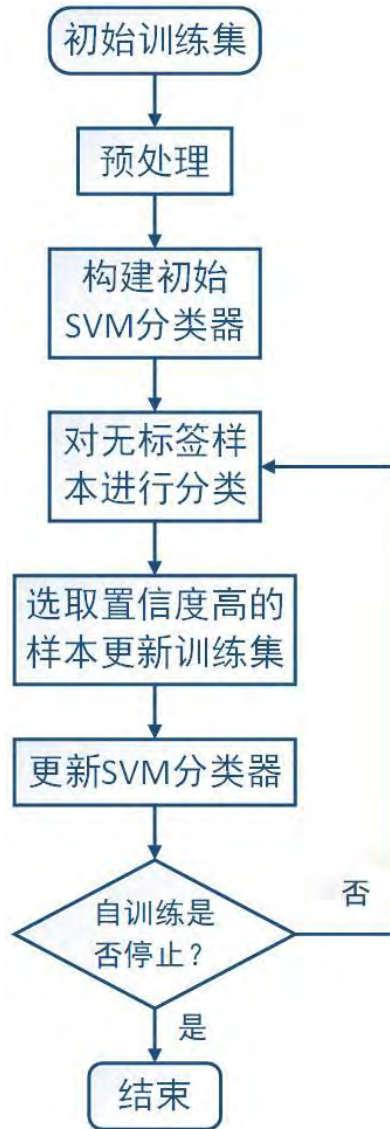 初始训练集
预处理
构建初始
SVM分类器
对无标签样
本进行分类
选取置信度高的
样本更新训练集
更新SVM分类器
自训练是
否停止？
否
是
结束